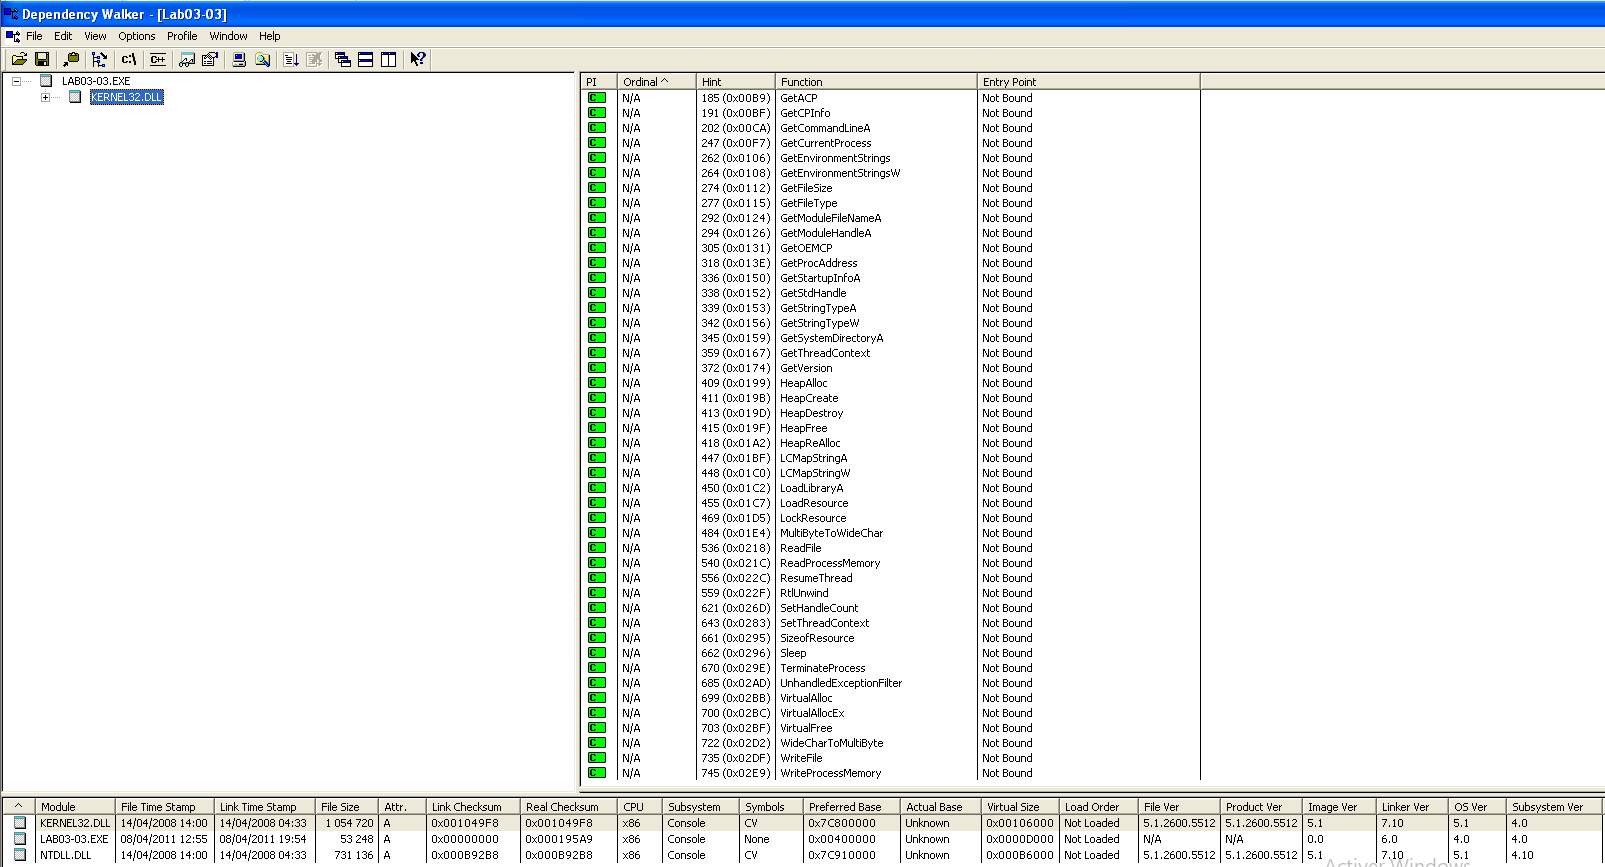 Dependency Walker - [Lab03-03]
File Edit View Options Profile Window Help
c:\ C++
LAB03-03.EXE
KERNEL32.DLL
PI Ordinal ^ Hint Function Entry Point
C N/A 185 (0x00B9) GetACP Not Bound
C N/A 191 (0x00BF) GetCPInfo Not Bound
C N/A 202 (0x00CA) GetCommandLineA Not Bound
C N/A 247 (0x00F7) GetCurrentProcess Not Bound
C N/A 262 (0x0106) GetEnvironmentStrings Not Bound
C N/A 264 (0x0108) GetEnvironmentStringsW Not Bound
C N/A 274 (0x0112) GetFileSize Not Bound
C N/A 277 (0x0115) GetFileType Not Bound
C N/A 292 (0x0124) GetModuleFileNameA Not Bound
C N/A 294 (0x0126) GetModuleHandleA Not Bound
C N/A 305 (0x0131) GetOEMCP Not Bound
C N/A 318 (0x013E) GetProcAddress Not Bound
C N/A 336 (0x0150) GetStartupInfoA Not Bound
C N/A 338 (0x0152) GetStdHandle Not Bound
C N/A 339 (0x0153) GetStringTypeA Not Bound
C N/A 342 (0x0156) GetStringTypeW Not Bound
C N/A 345 (0x0159) GetSystemDirectoryA Not Bound
C N/A 359 (0x0167) GetThreadContext Not Bound
C N/A 372 (0x0174) GetVersion Not Bound
C N/A 409 (0x0199) HeapAlloc Not Bound
C N/A 411 (0x019B) HeapCreate Not Bound
C N/A 413 (0x019D) HeapDestroy Not Bound
C N/A 415 (0x019F) HeapFree Not Bound
C N/A 418 (0x01A2) HeapReAlloc Not Bound
C N/A 447 (0x01BF) LCMapStringA Not Bound
C N/A 448 (0x01C0) LCMapStringW Not Bound
C N/A 450 (0x01C2) LoadLibraryA Not Bound
C N/A 455 (0x01C7) LoadResource Not Bound
C N/A 469 (0x01D5) LockResource Not Bound
C N/A 484 (0x01E4) MultiByteToWideChar Not Bound
C N/A 536 (0x0218) ReadFile Not Bound
C N/A 540 (0x021C) ReadProcessMemory Not Bound
C N/A 556 (0x022C) ResumeThread Not Bound
C N/A 559 (0x022F) RtlUnwind Not Bound
C N/A 621 (0x026D) SetHandleCount Not Bound
C N/A 643 (0x0283) SetThreadContext Not Bound
C N/A 661 (0x0295) SizeofResource Not Bound
C N/A 662 (0x0296) Sleep Not Bound
C N/A 670 (0x029E) TerminateProcess Not Bound
C N/A 685 (0x02AD) UnhandledExceptionFilter Not Bound
C N/A 699 (0x02BB) VirtualAlloc Not Bound
C N/A 700 (0x02BC) VirtualAllocEx Not Bound
C N/A 703 (0x02BF) VirtualFree Not Bound
C N/A 722 (0x02D2) WideCharToMultiByte Not Bound
C N/A 735 (0x02DF) WriteFile Not Bound
C N/A 745 (0x02E9) WriteProcessMemory Not Bound
^ Module File Time Stamp Link Time Stamp File Size Attr. Link Checksum Real Checksum CPU Subsystem Symbols Preferred Base Actual Base Virtual Size Load Order File Ver Product Ver Image Ver Linker Ver OS Ver Subsystem Ver
KERNEL32.DLL 14/04/2008 14:00 14/04/2008 04:33 1 054 720 A 0x001049F8 0x001049F8 x86 Console CV 0x7C800000 Unknown 0x00106000 Not Loaded 5.1.2600.5512 5.1.2600.5512 5.1 7.10 5.1 4.0
LAB03-03.EXE 08/04/2011 12:55 08/04/2011 19:54 53 248 A 0x00000000 0x000195A9 x86 Console None 0x00400000 Unknown 0x0000D000 Not Loaded N/A N/A 0.0 6.0 4.0 4.0
NTDLL.DLL 14/04/2008 14:00 14/04/2008 04:33 731 136 A 0x000B92B8 0x000B92B8 x86 Console CV 0x7C910000 Unknown 0x000B6000 Not Loaded 5.1.2600.5512 5.1.2600.5512 5.1 7.10 5.1 4.10
Activer Windows